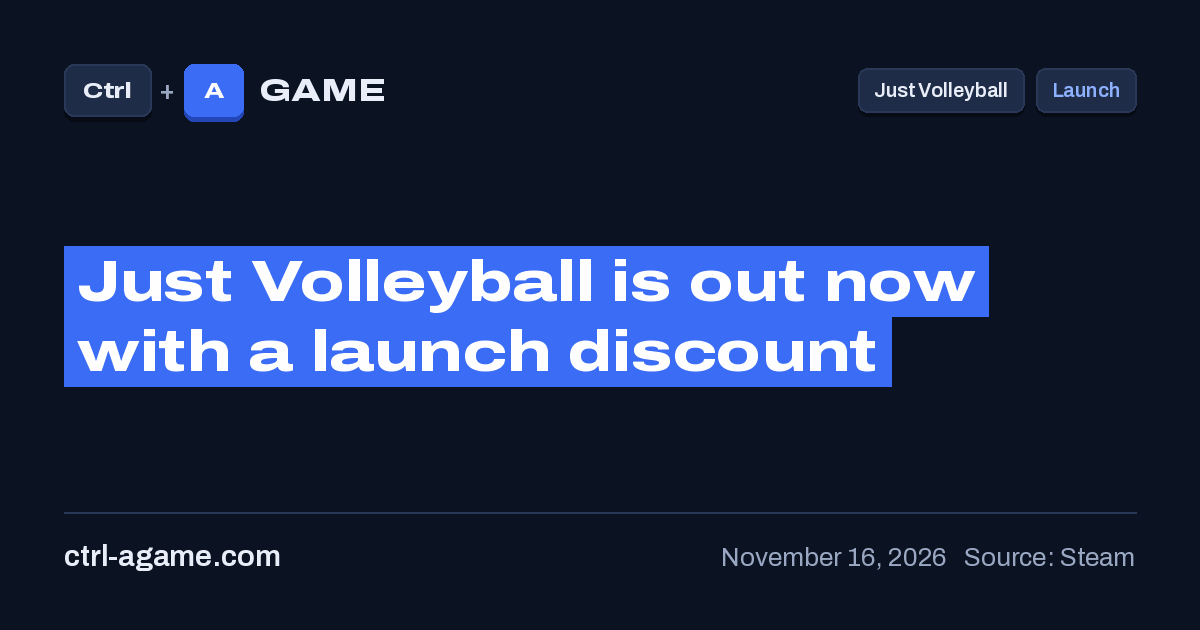 Ctrl + A GAME
Just Volleyball
Launch
Just Volleyball is out now
with a launch discount
ctrl-agame.com
November 16, 2026 Source: Steam